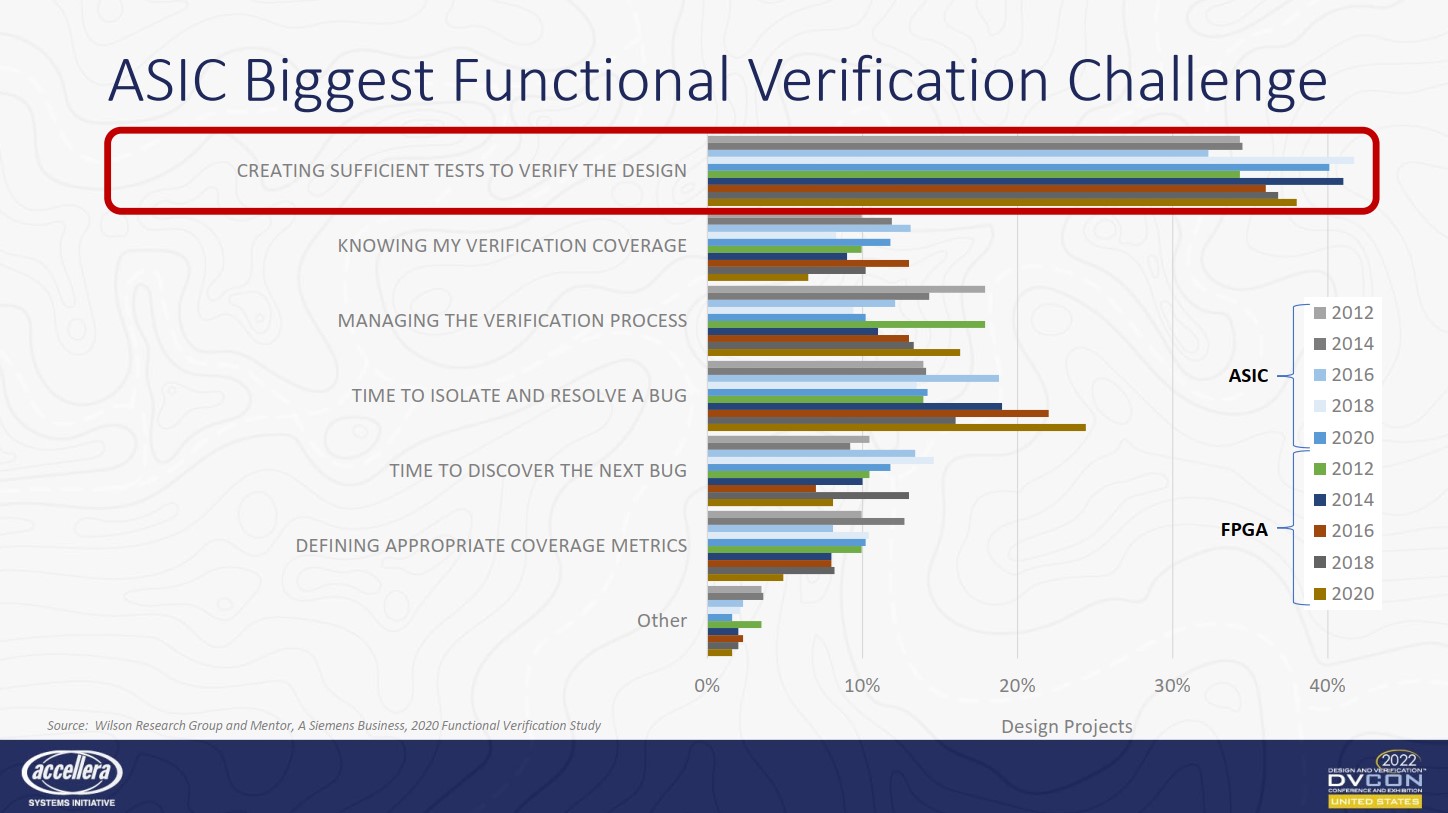 ASIC Biggest Functional Verification Challenge
CREATING SUFFICIENT TESTS TO VERIFY THE DESIGN
KNOWING MY VERIFICATION COVERAGE
MANAGING THE VERIFICATION PROCESS
TIME TO ISOLATE AND RESOLVE A BUG
TIME TO DISCOVER THE NEXT BUG
DEFINING APPROPRIATE COVERAGE METRICS
Other
0%
10%
20%
30%
40%
Design Projects
ASIC
2012
2014
2016
2018
2020
FPGA
2012
2014
2016
2018
2020
Source: Wilson Research Group and Mentor, A Siemens Business, 2020 Functional Verification Study
accellera
SYSTEMS INITIATIVE
2022
DESIGN AND VERIFICATION™
DVCON
CONFERENCE AND EXHIBITION
UNITED STATES